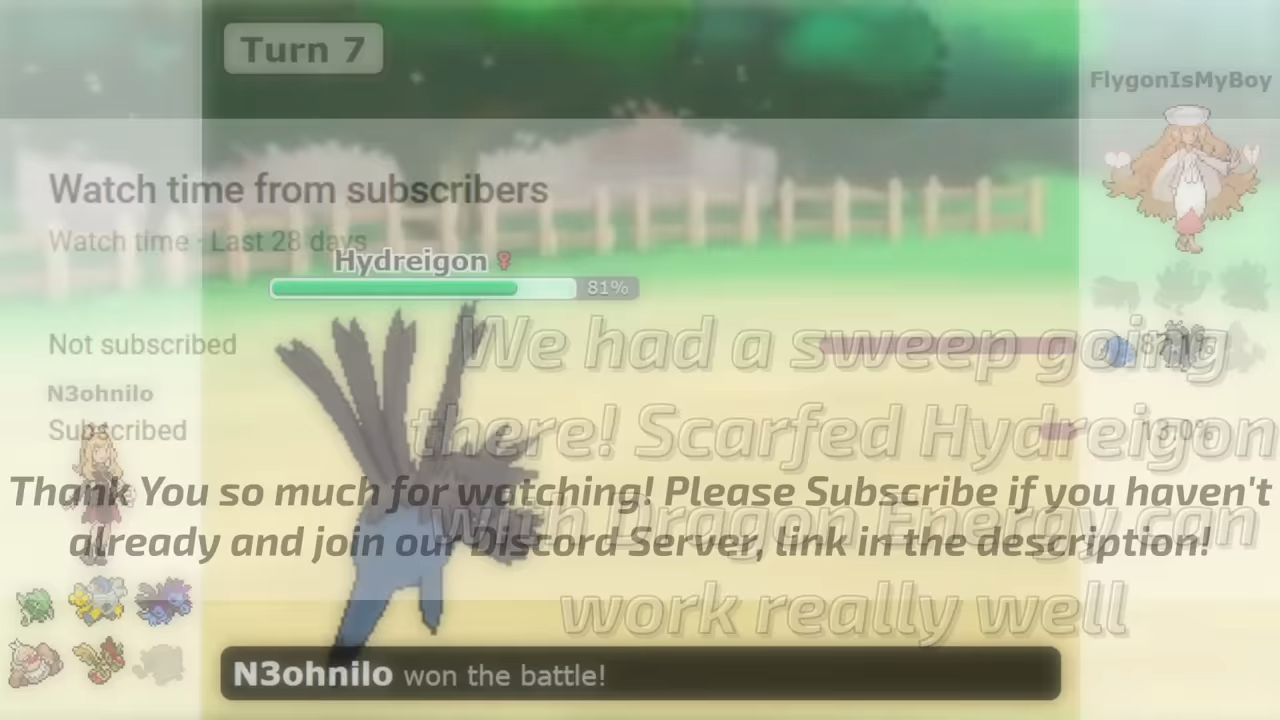 Turn 7
FlygonIsMyBoy
Watch time from subscribers
Watch time · Last 28 days
Hydreigon ♀
81%
Not subscribed
N3ohnilo
Subscribed
13.0%
We had a sweep going
there! Scarfed Hydreigon
with Dragon Energy can
work really well
Thank You so much for watching! Please Subscribe if you haven't
already and join our Discord Server, link in the description!
N3ohnilo won the battle!